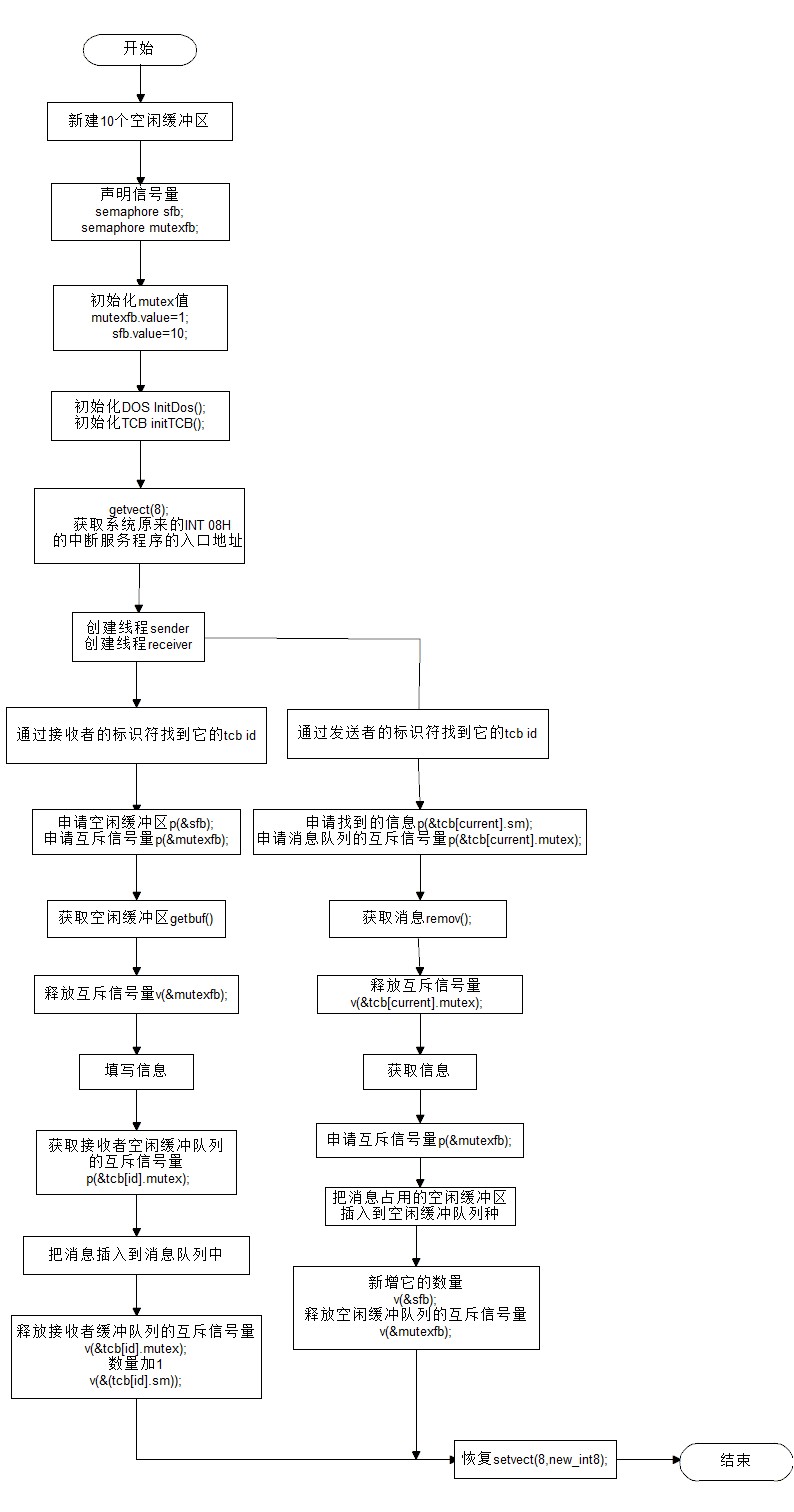 开始
新建10个空闲缓冲区
声明信号量
semaphore sfb;
semaphore mutexfb;
初始化mutex值
mutexfb.value=1;
sfb.value=10;
初始化DOS InitDos();
初始化TCB initTCB();
getvect(8);
获取系统原来的INT 08H
的中断服务程序的入口地址
创建线程sender
创建线程receiver
通过接收者的标识符找到它的tcb id
申请空闲缓冲区p(&sfb);
申请互斥信号量p(&mutexfb);
获取空闲缓冲区getbuf()
释放互斥信号量v(&mutexfb);
填写信息
获取接收者空闲缓冲队列
的互斥信号量
p(&tcb[id].mutex);
把消息插入到消息队列中
释放接收者缓冲队列的互斥信号量
v(&tcb[id].mutex);
数量加1
v(&(tcb[id].sm));
通过发送者的标识符找到它的tcb id
申请找到的信息p(&tcb[current].sm);
申请消息队列的互斥信号量p(&tcb[current].mutex);
获取消息remov();
释放互斥信号量
v(&tcb[current].mutex);
获取信息
申请互斥信号量p(&mutexfb);
把消息占用的空闲缓冲区
插入到空闲缓冲队列种
新增它的数量
v(&sfb);
释放空闲缓冲队列的互斥信号量
v(&mutexfb);
恢复setvect(8,new_int8);
结束